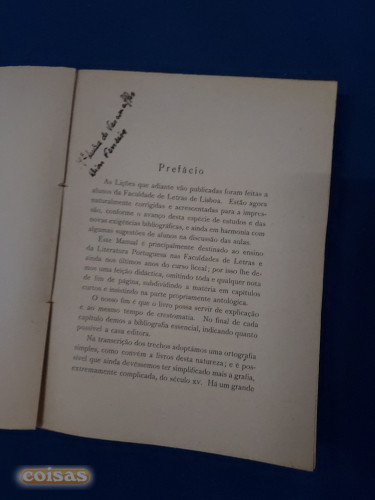 Prefácio
As Lições que adiante vão publicadas foram feitas a
alunos da Faculdade de Letras de Lisboa. Estão agora
naturalmente corrigidas e acrescentadas para a impres-
são, conforme o avanço desta espécie de estudos e das
novas exigências bibliográficas, e ainda em harmonia com
algumas sugestões de alunos na discussão das aulas.
Êste Manual é principalmente destinado ao ensino
da Literatura Portuguesa nas Faculdades de Letras e
ainda nos últimos anos do curso liceal; por isso lhe de-
mos uma feição didática, omitindo toda e qualquer nota
de fim de página, subdividindo a matéria em capítulos
curtos e insistindo na parte propriamente antológica.
O nosso fim é que o livro possa servir de explicação
e ao mesmo tempo de crestomatia. No final de cada
capítulo demos a bibliografia essencial, indicando quanto
possível a casa editora.
Na transcrição dos trechos adoptámos uma ortografia
simples, como convém a livros desta natureza; e é pos-
sível que ainda devêssemos ter simplificado mais a grafia,
extremamente complicada, do século XV. Há um grande
coisas